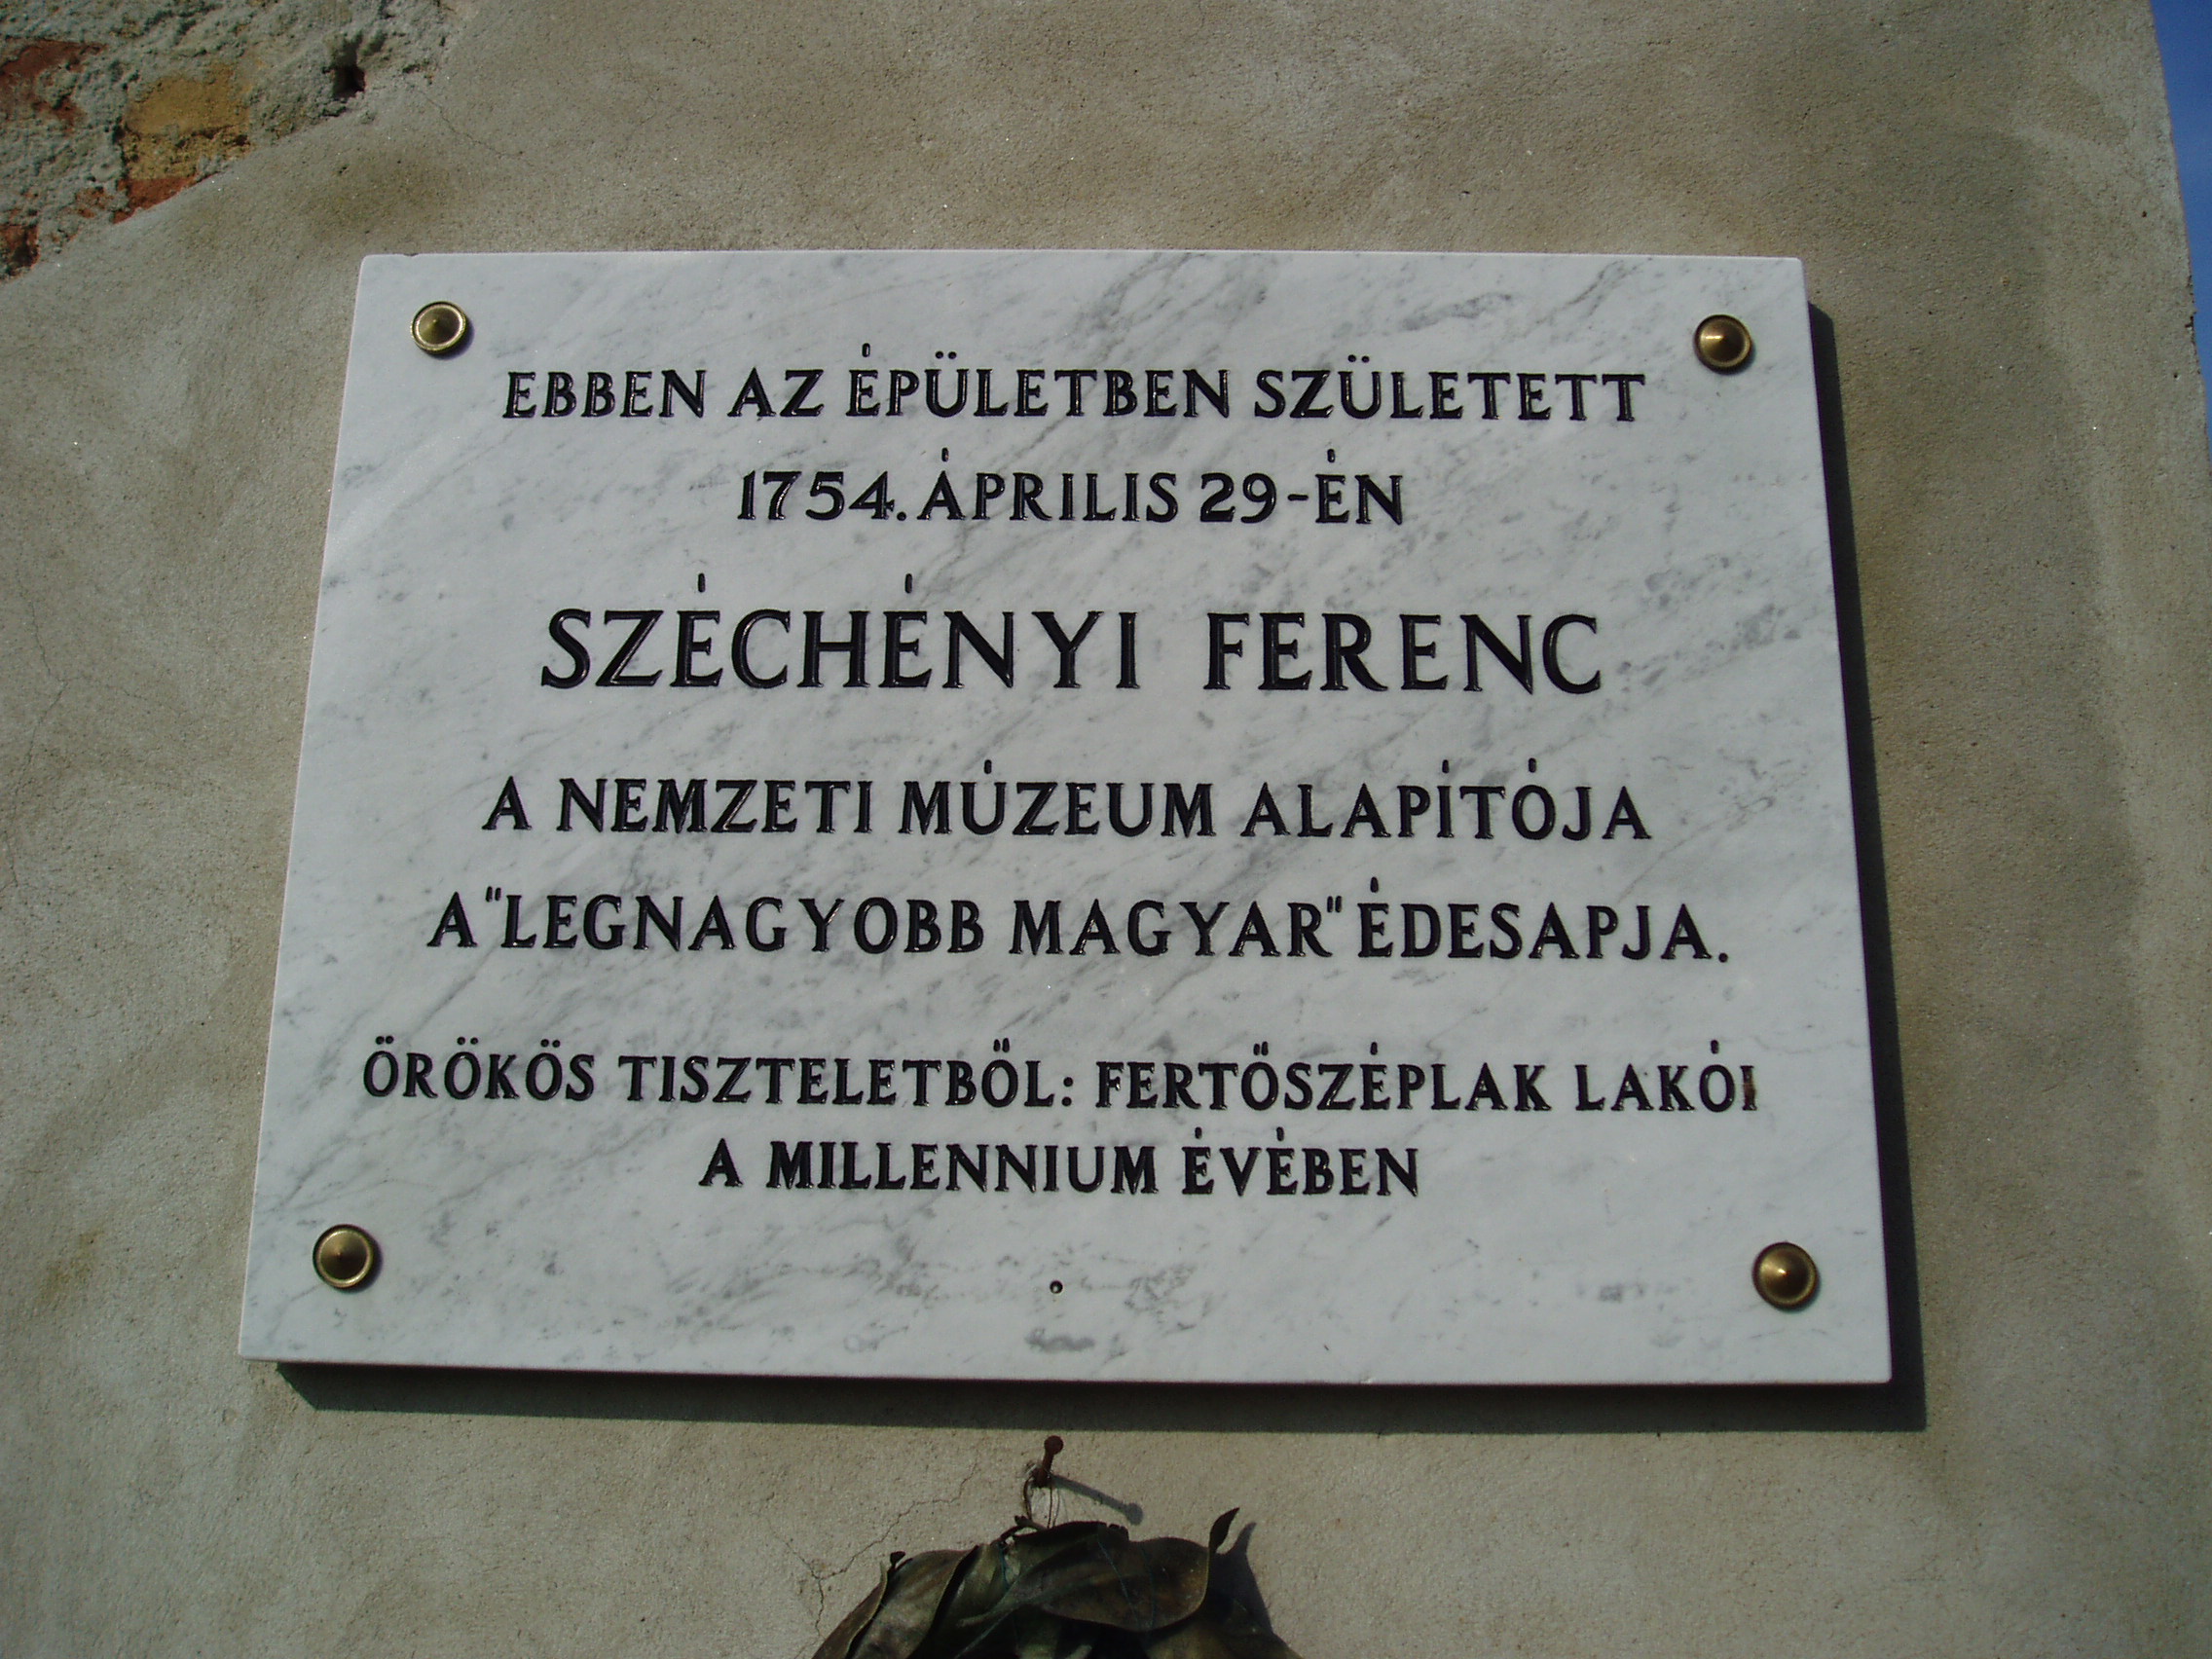 EBBEN AZ ÉPÜLETBEN SZÜLETETT
1754. ÁPRILIS 29-ÉN
SZÉCHÉNYI FERENC
A NEMZETI MÚZEUM ALAPÍTÓJA
A "LEGNAGYOBB MAGYAR" ÉDESAPJA.
ÖRÖKÖS TISZTELETBŐL: FERTŐSZÉPLAK LAKÓI
A MILLENNIUM ÉVÉBEN